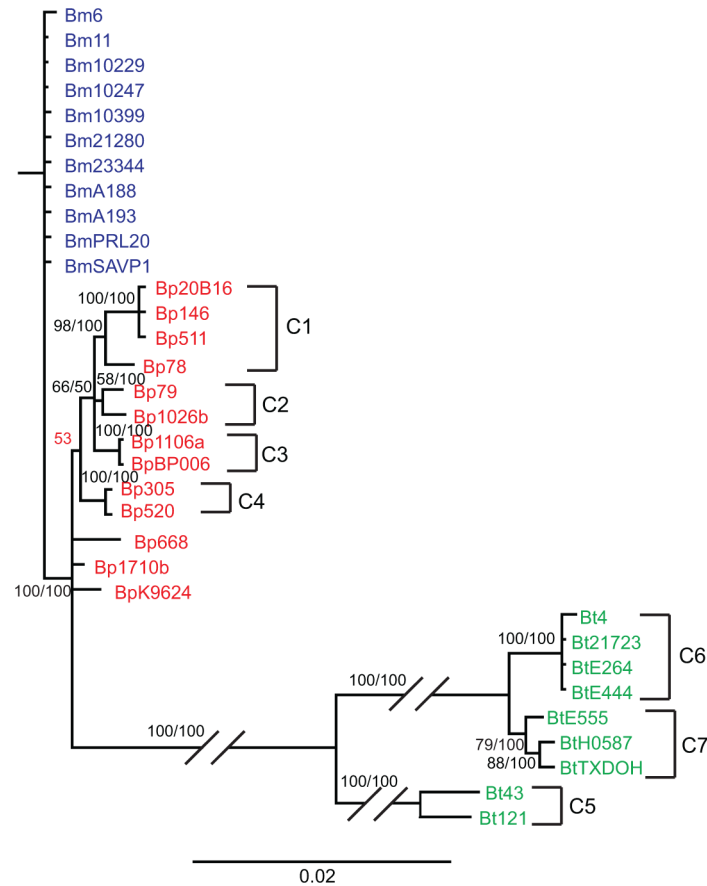 Bm6
Bm11
Bm10229
Bm10247
Bm10399
Bm21280
Bm23344
BmA188
BmA193
BmPRL20
BmSAVP1
Bp20B16
100/100
Bp146
98/100
C1
Bp511
Bp78
58/100
66/50
Bp79
C2
Bp1026b
100/100
53
Bp1106a
C3
BpBP006
100/100
Bp305
C4
Bp520
Bp668
Bp1710b
100/100
BpK9624
Bt4
100/100
Bt21723
C6
BtE264
100/100
BtE444
BtE555
100/100
79/100
BtH0587
C7
88/100
BtTXDOH
100/100
Bt43
C5
Bt121
0.02